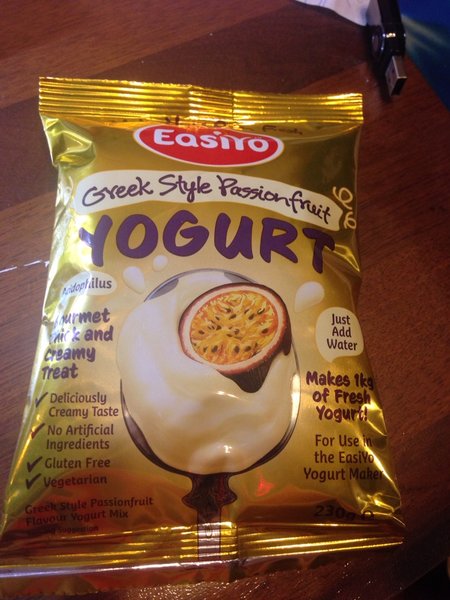 EasiYo
Greek Style Passionfruit
YOGURT
Acidophilus
Gourmet
Thick and
Creamy
Treat
Just
Add
Water
Deliciously
Creamy Taste
No Artificial
Ingredients
Gluten Free
Vegetarian
Makes 1kg
of Fresh
Yogurt!
For Use in
the EasiYo
Yogurt Maker
Greek Style Passionfruit
Flavour Yogurt Mix
Serving Suggestion
230g e